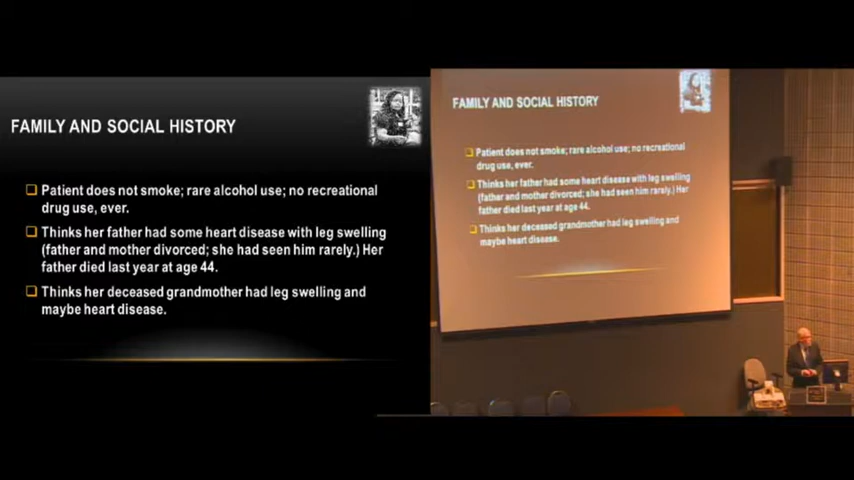 FAMILY AND SOCIAL HISTORY
Patient does not smoke; rare alcohol use; no recreational
drug use, ever.
Thinks her father had some heart disease with leg swelling
(father and mother divorced; she had seen him rarely.) Her
father died last year at age 44.
Thinks her deceased grandmother had leg swelling and
maybe heart disease.
FAMILY AND SOCIAL HISTORY
Patient does not smoke; rare alcohol use; no recreational
drug use, ever.
Thinks her father had some heart disease with leg swelling
(father and mother divorced; she had seen him rarely.) Her
father died last year at age 44.
Thinks her deceased grandmother had leg swelling and
maybe heart disease.